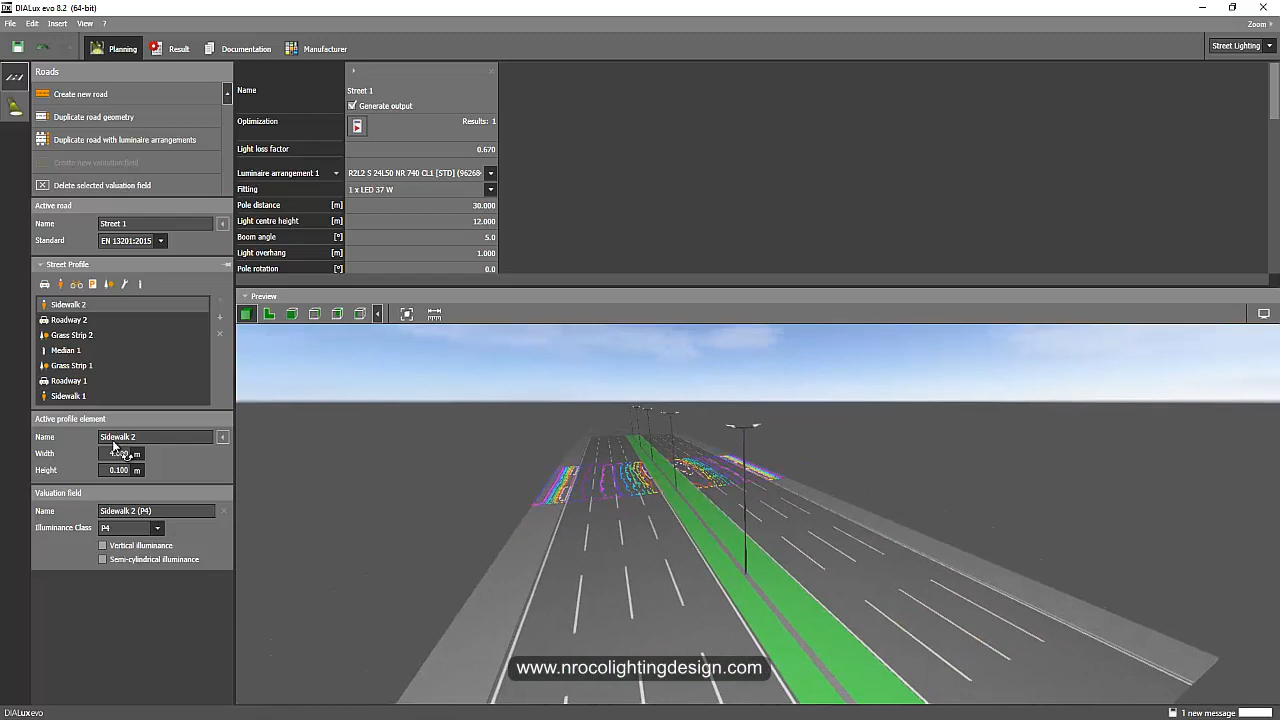 DIALux evo 8.2 (64-bit)
File Edit Insert View ?
Zoom
Planning Result Documentation Manufacturer
Street Lighting
Roads
Create new road
Duplicate road geometry
Duplicate road with luminaire arrangements
Create new valuation field
Delete selected valuation field
Active road
Name Street 1
Standard EN 13201:2015
Street Profile
Sidewalk 2
Roadway 2
Grass Strip 2
Median 1
Grass Strip 1
Roadway 1
Sidewalk 1
Active profile element
Name Sidewalk 2
Width m
Height 0.100 m
Valuation field
Name Sidewalk 2 (P4)
Illuminance Class P4
Vertical illuminance
Semi-cylindrical illuminance
Name Street 1
Generate output
Optimization Results: 1
Light loss factor 0.670
Luminaire arrangement 1 R2L2 S 24L50 NR 740 CL1 [STD] (96268
Fitting 1 x LED 37 W
Pole distance [m] 30.000
Light centre height [m] 12.000
Boom angle [°] 5.0
Light overhang [m] 1.000
Pole rotation [°] 0.0
Preview
www.nrocolightingdesign.com
DIALux evo
1 new message